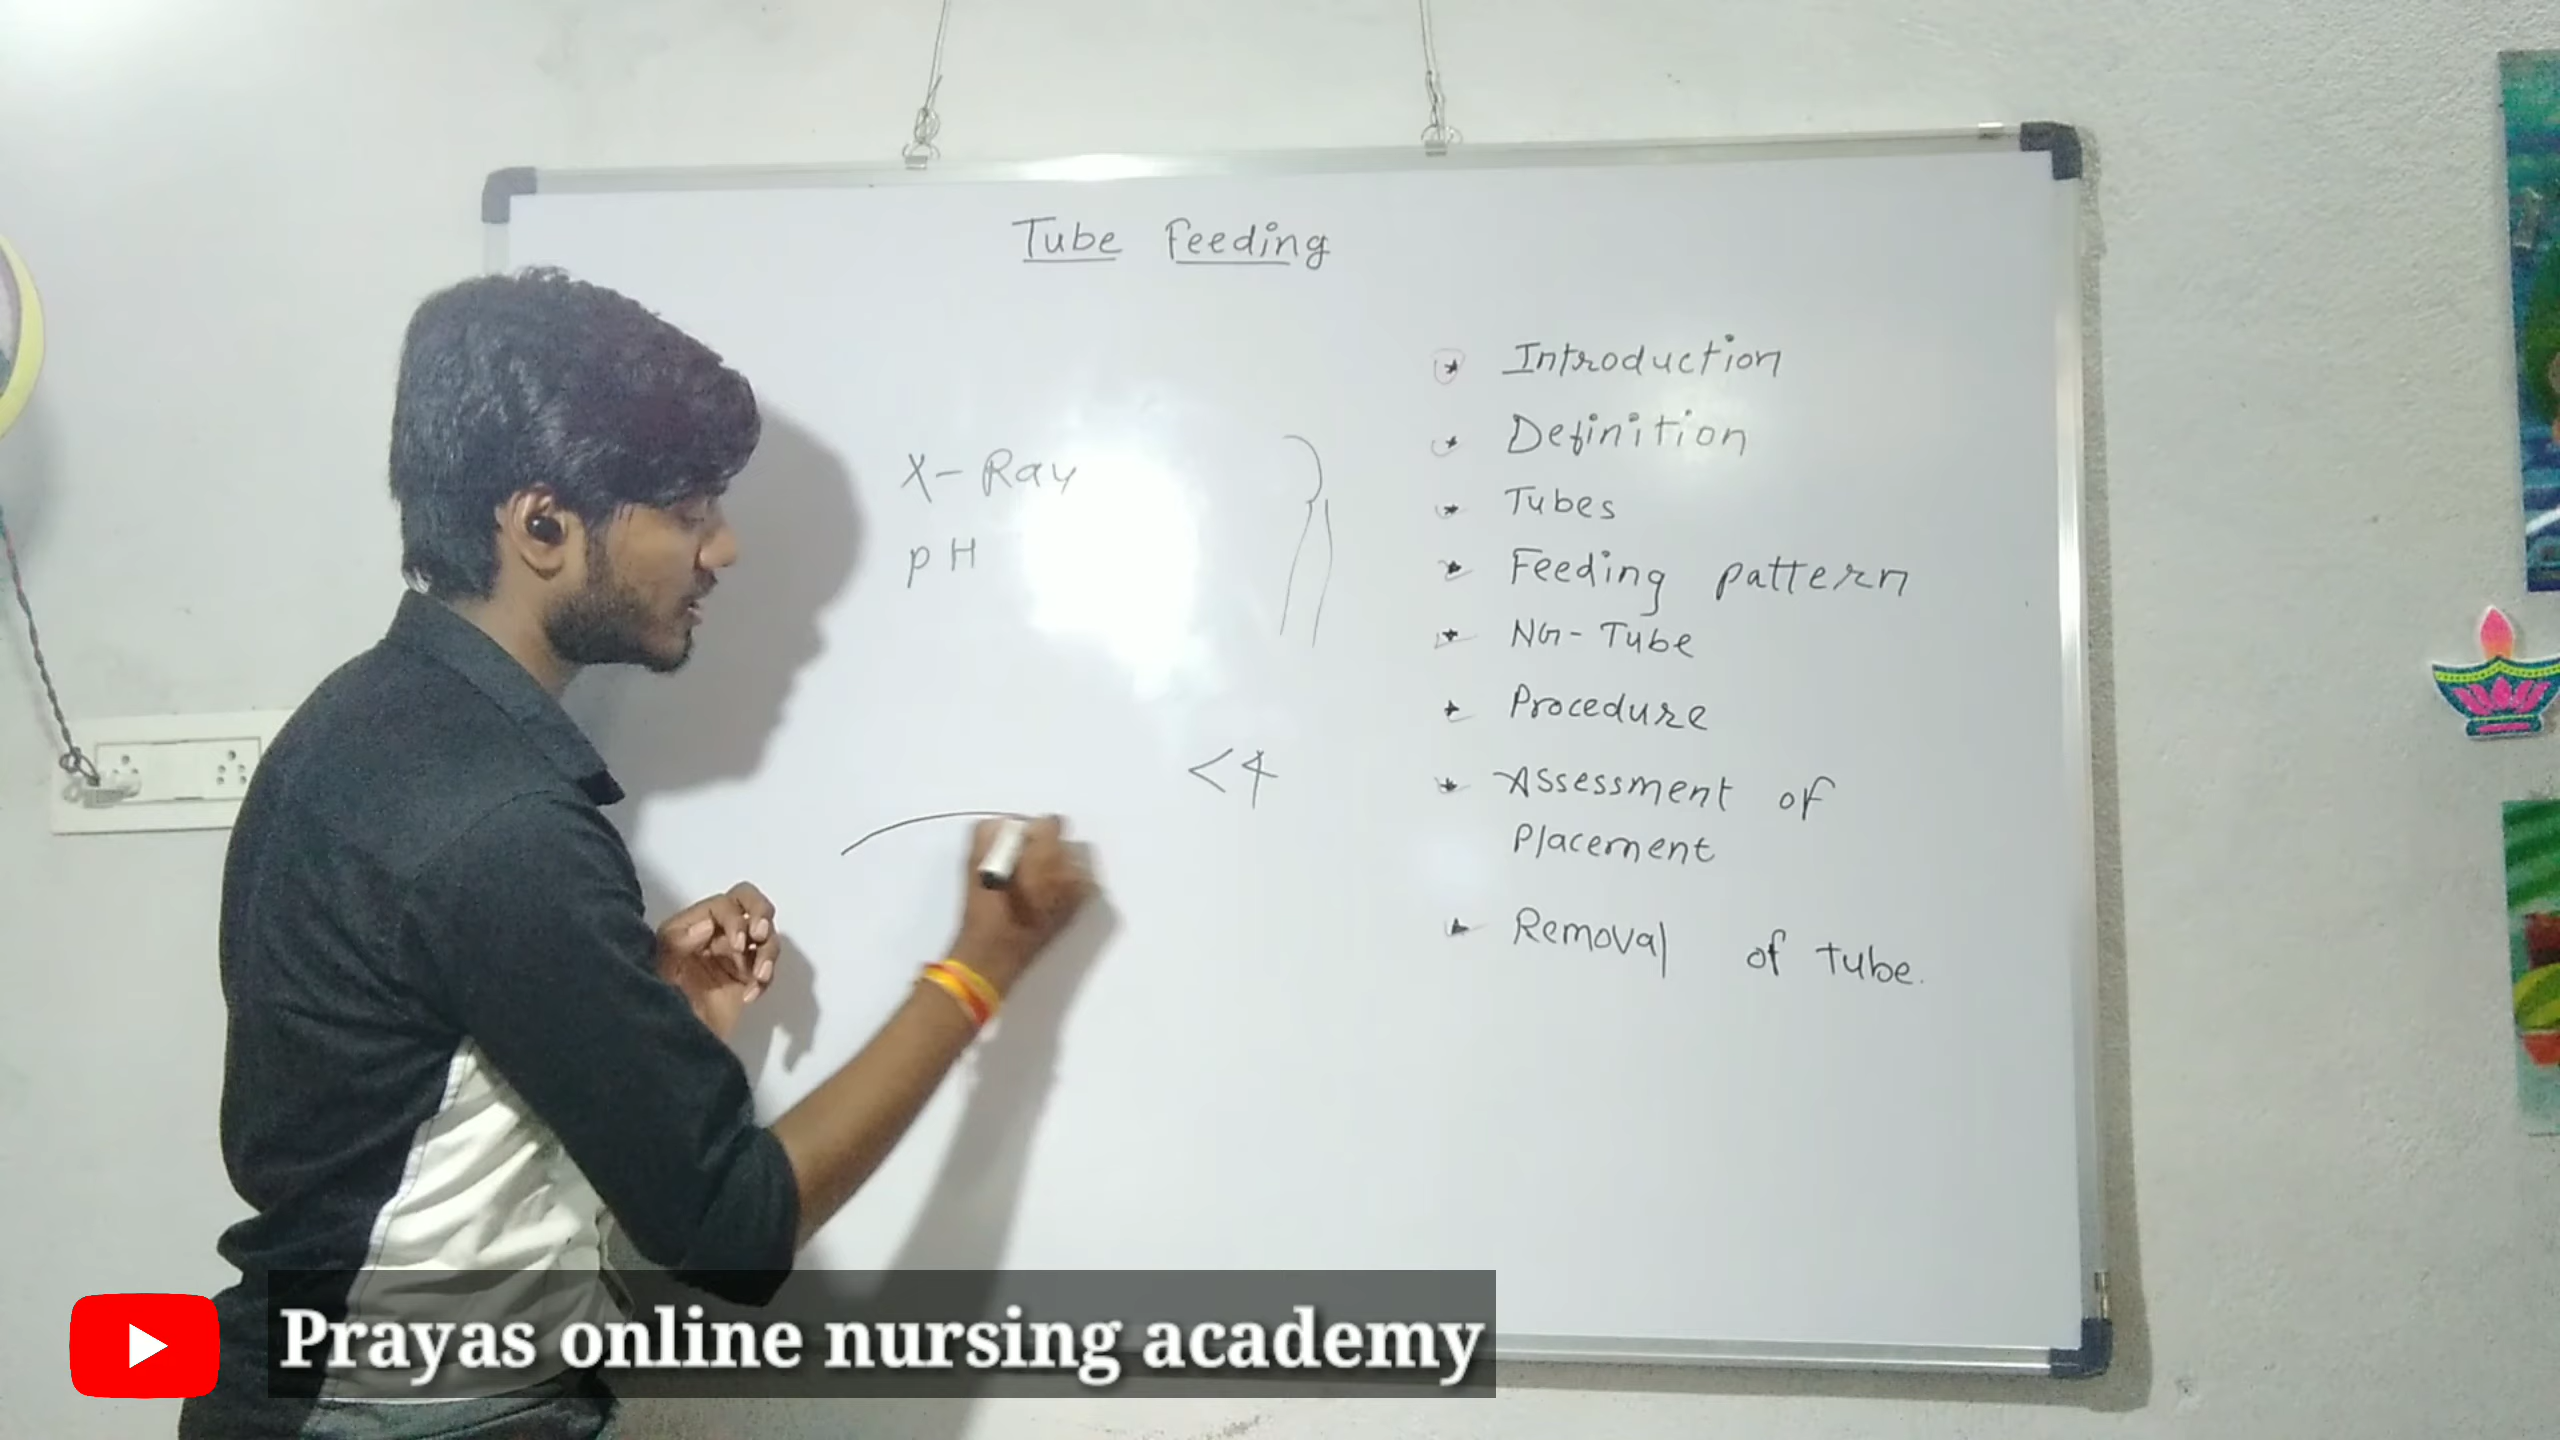 Tube Feeding
X-Ray
pH
<4
Introduction
Definition
Tubes
Feeding pattern
NG-Tube
Procedure
Assessment of
Placement
Removal of tube.
Prayas online nursing academy